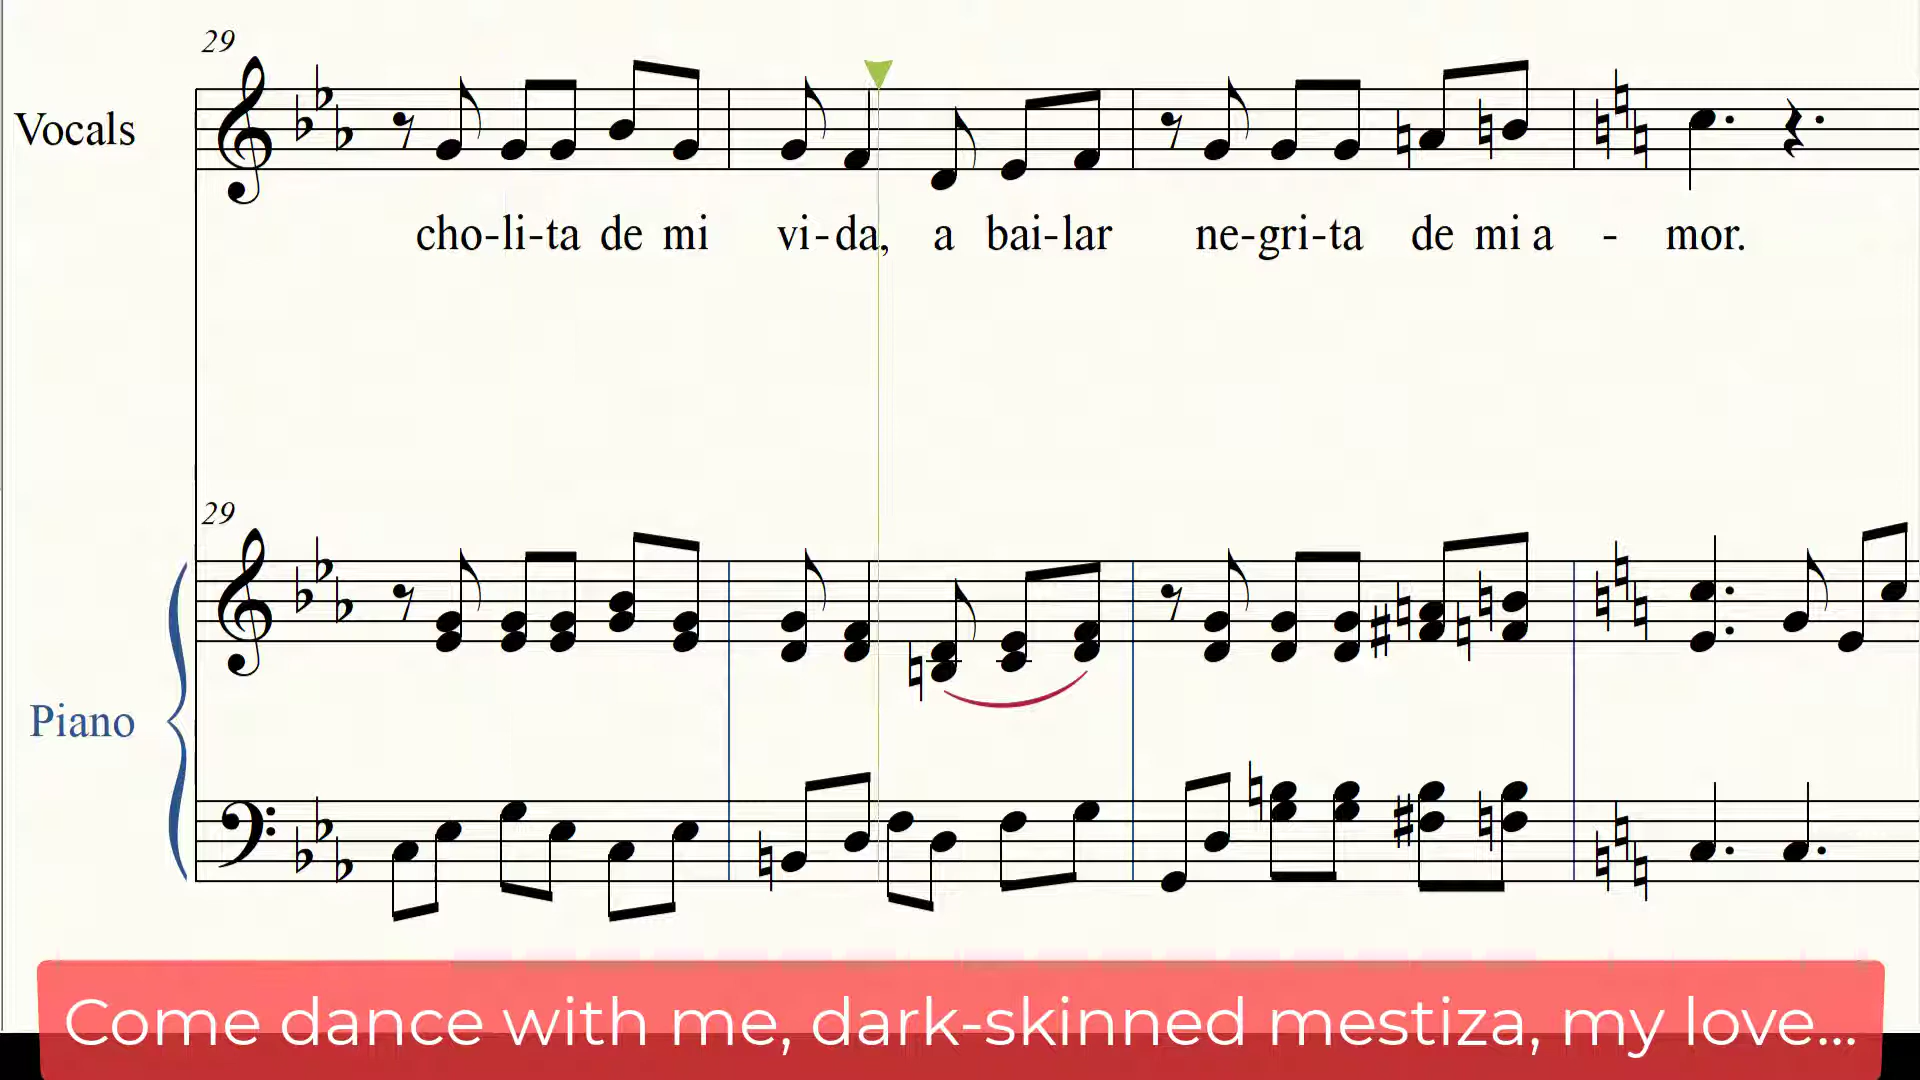 29
Vocals
cho-li-ta de mi vi-da, a bai-lar ne-gri-ta de mi a - mor.
29
Piano
Come dance with me, dark-skinned mestiza, my love...